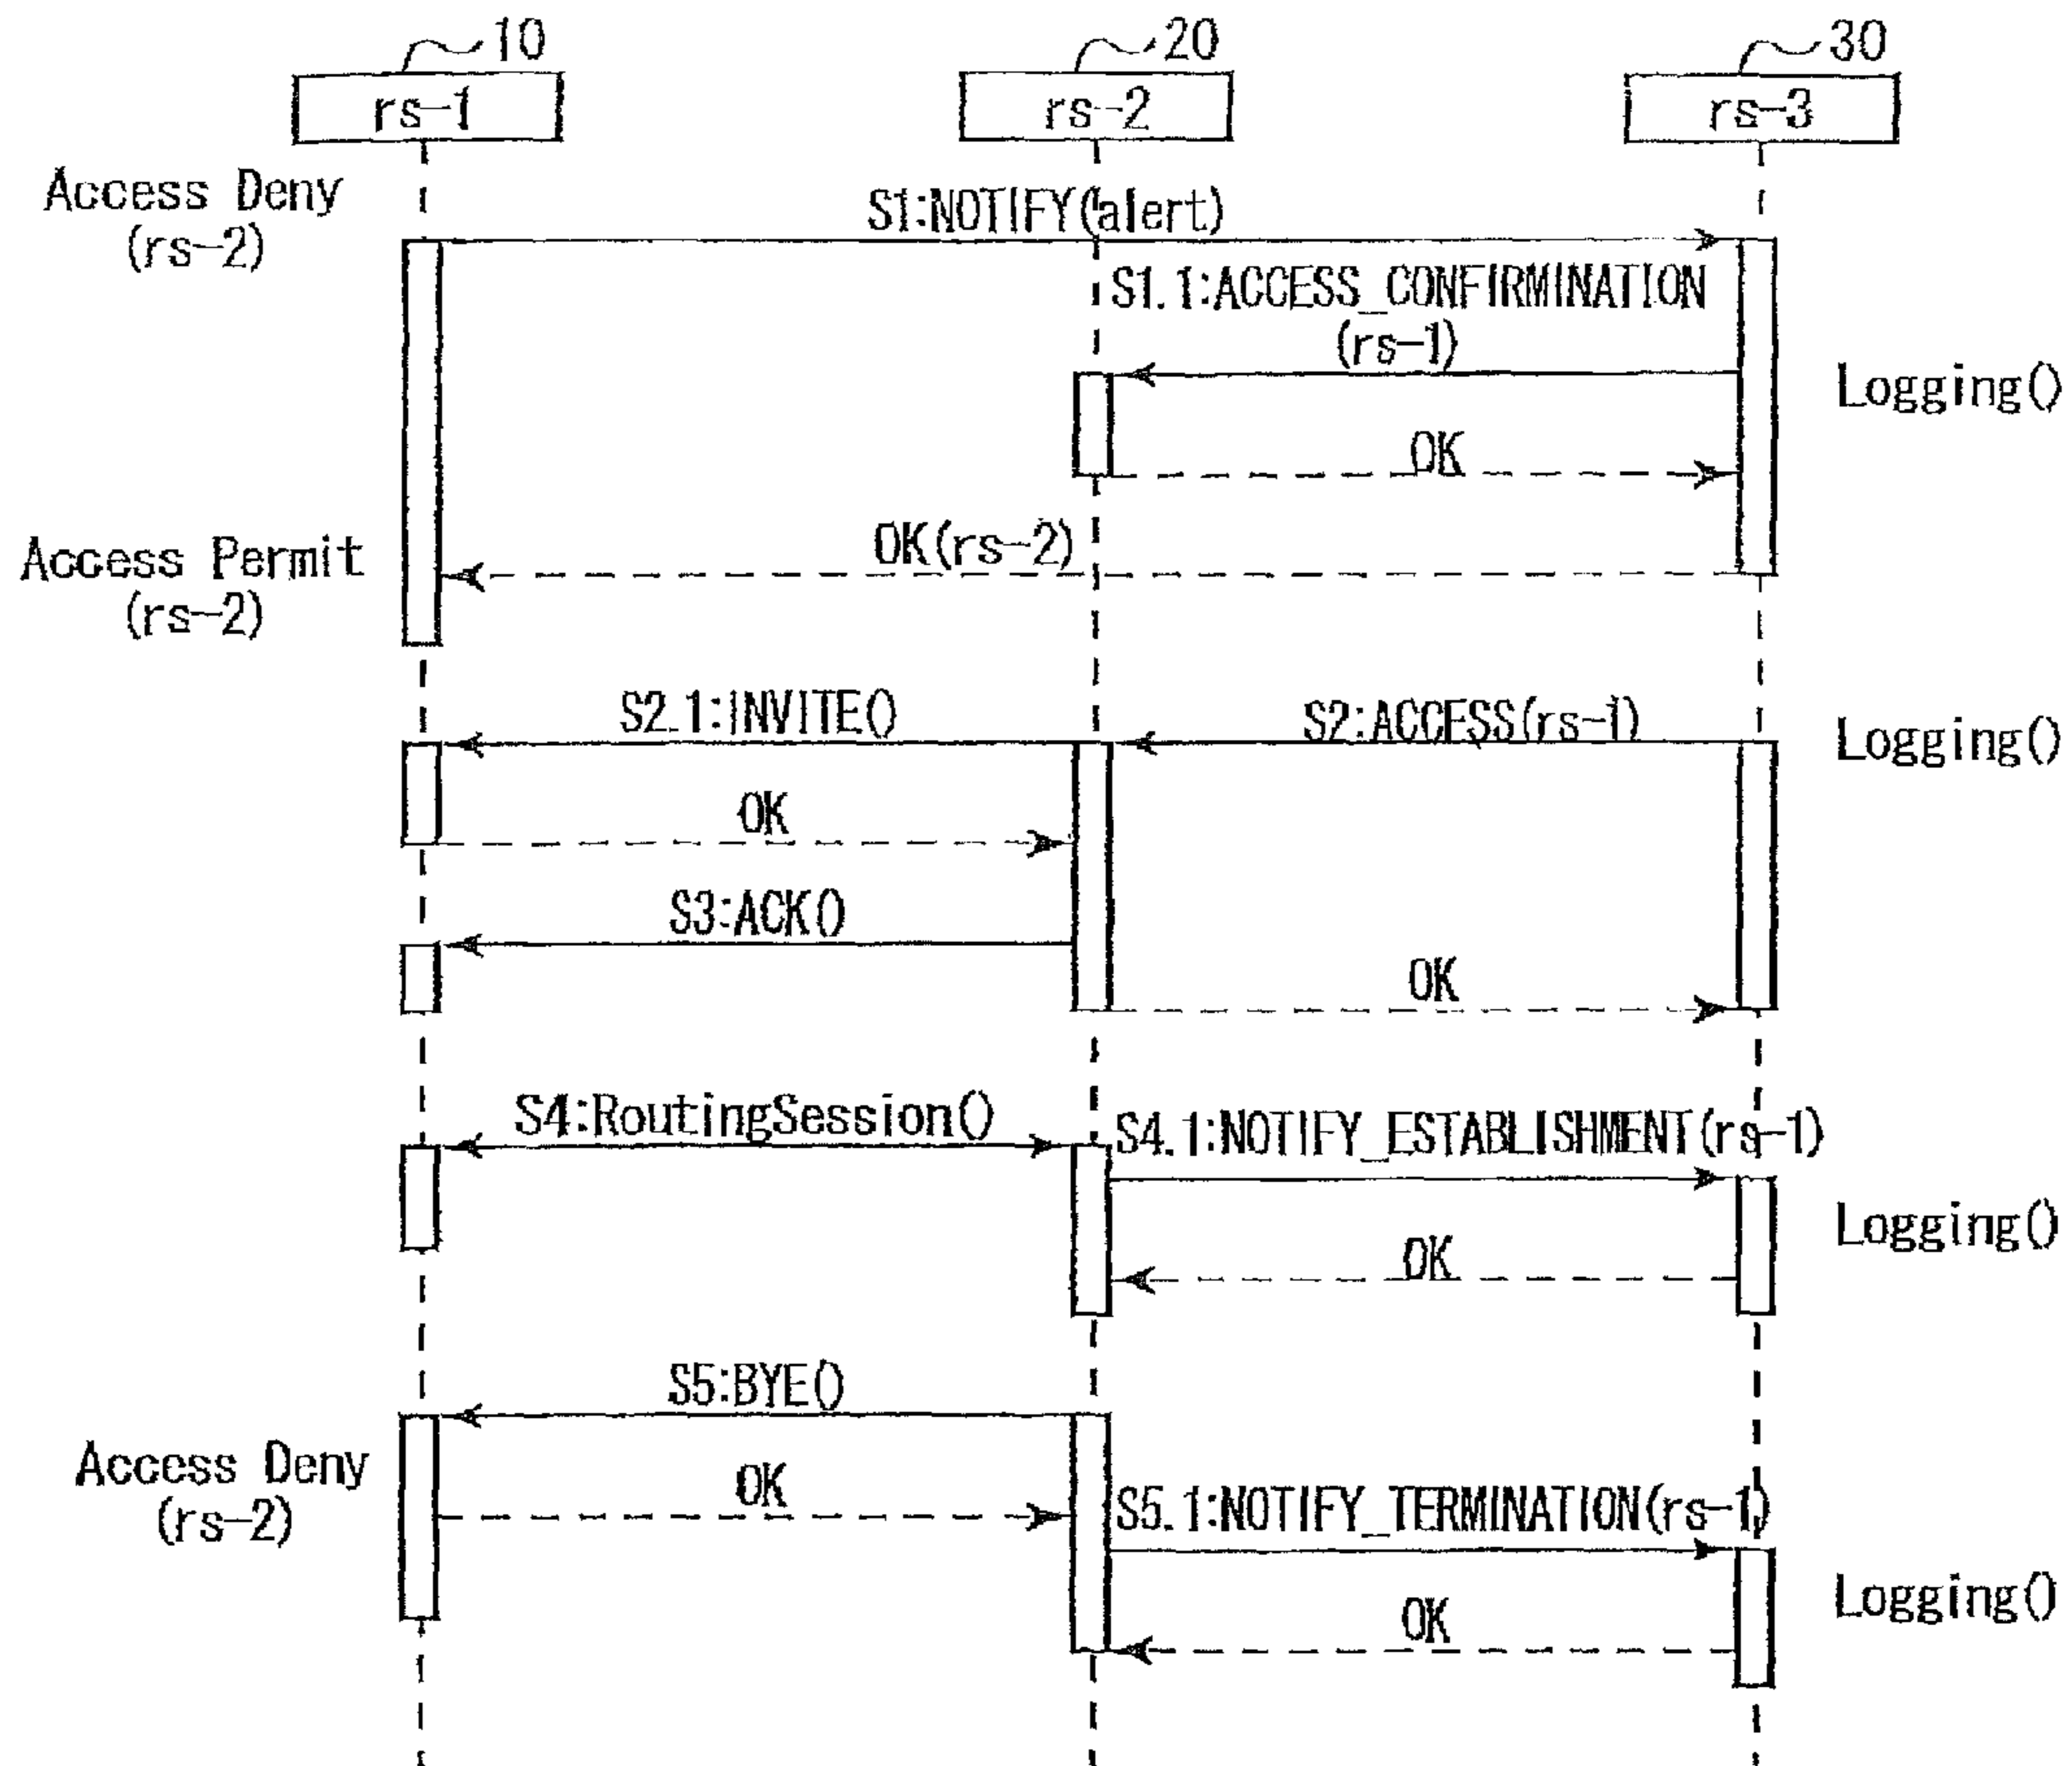 10
20
30
rs-1
rs-2
rs-3
Access Deny
(rs-2)
S1:NOTIFY(alert)
S1.1:ACCESS_CONFIRMINATION
(rs-1)
Logging()
OK
OK(rs-2)
Access Permit
(rs-2)
S2.1:INVITE()
S2:ACCESS(rs-1)
Logging()
OK
S3:ACK()
OK
S4:RoutingSession()
S4.1:NOTIFY_ESTABLISHMENT(rs-1)
Logging()
OK
S5:BYE()
Access Deny
(rs-2)
OK
S5.1:NOTIFY_TERMINATION(rs-1)
Logging()
OK